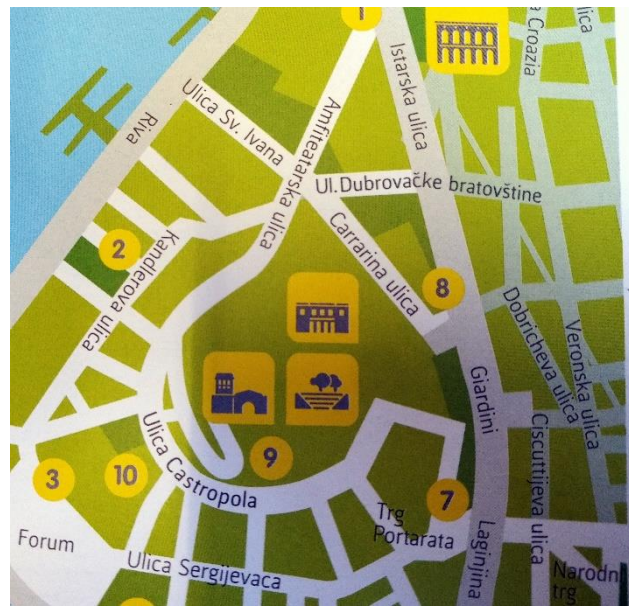 1
Riva
Ulica Sv. Ivana
Amfiteatarska ulica
Istarska ulica
a Croazia
ulica
Ul. Dubrovačke bratovštine
2
Kandlerova ulica
Carrarina ulica
8
Dobricheva ulica
Veronska ulica
Giardini
Ciscuttijeva ulica
Ulica Castropola
9
10
3
7
Trg
Portarata
Laginjina
Forum
Ulica Sergijevaca
Narodni
trg